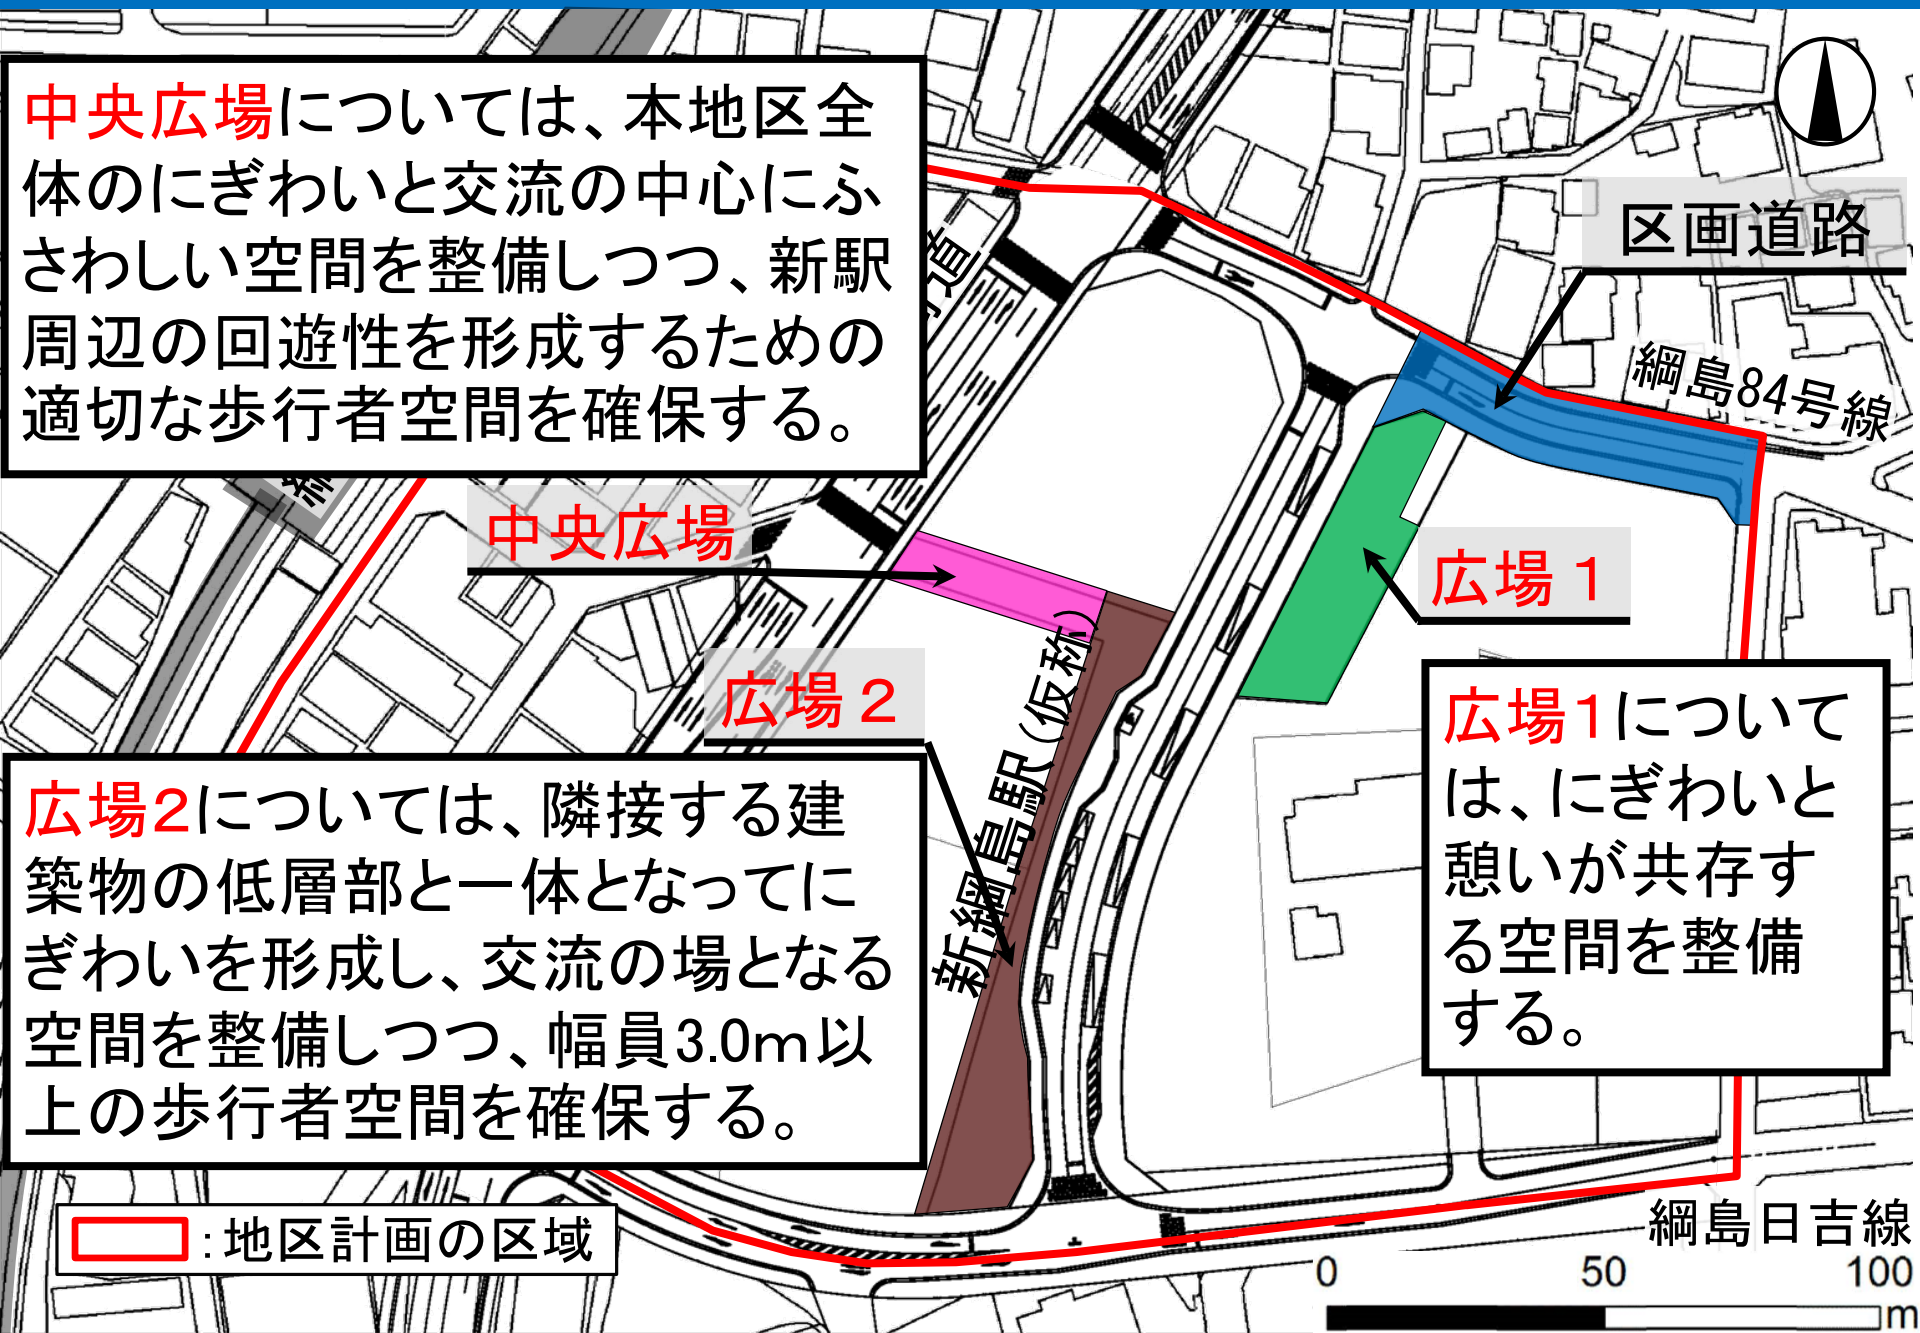 中央広場については、本地区全
体のにぎわいと交流の中心にふ
さわしい空間を整備しつつ、新駅
周辺の回遊性を形成するための
適切な歩行者空間を確保する。
区画道路
綱島84号線
道
中央広場
広場1
広場2
新綱島駅(仮称)
広場1について
は、にぎわいと
憩いが共存す
る空間を整備
する。
広場2については、隣接する建
築物の低層部と一体となってに
ぎわいを形成し、交流の場となる
空間を整備しつつ、幅員3.0m以
上の歩行者空間を確保する。
:地区計画の区域
綱島日吉線
0 50 100
m